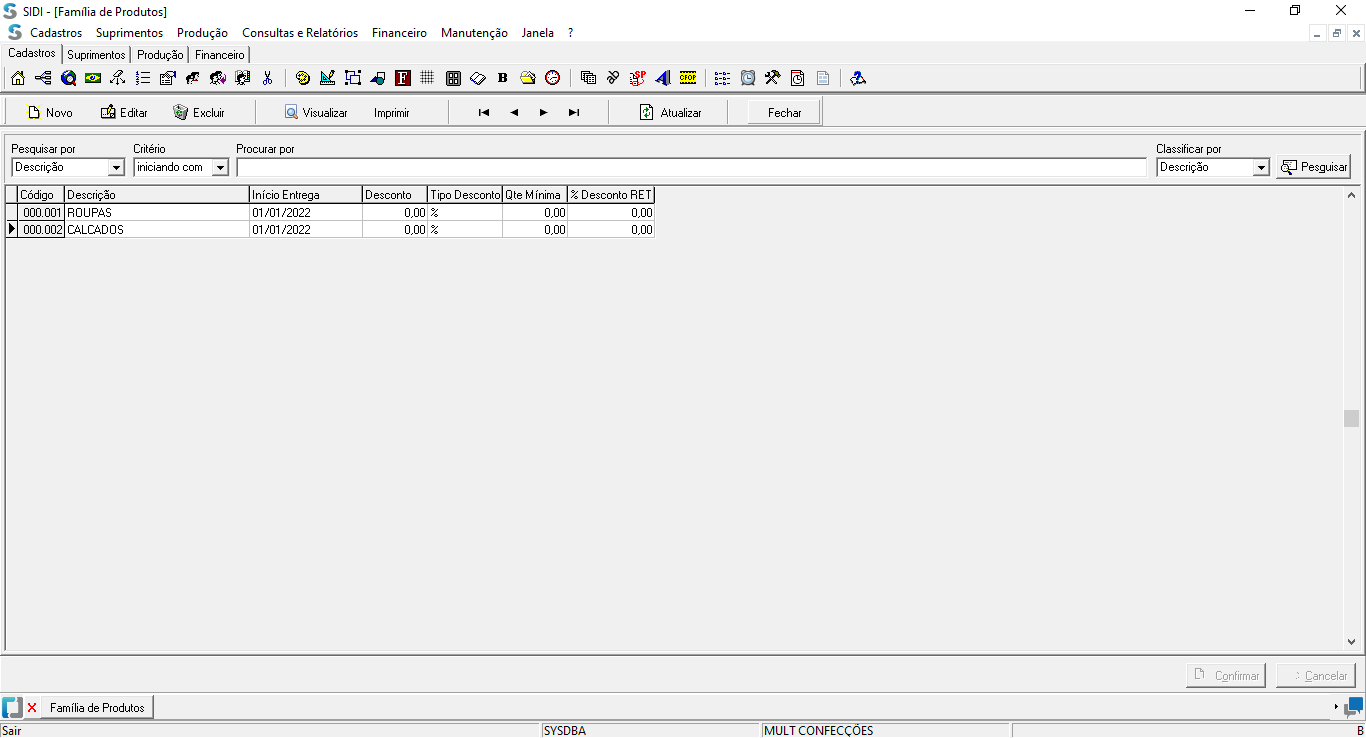 SIDI - [Família de Produtos]
Cadastros Suprimentos Produção Consultas e Relatórios Financeiro Manutenção Janela ?
Cadastros Suprimentos Produção Financeiro
F B SP CFOP
Novo Editar Excluir Visualizar Imprimir Atualizar Fechar
Pesquisar por Critério Procurar por Classificar por
Descrição iniciando com Descrição Pesquisar
Código Descrição Início Entrega Desconto Tipo Desconto Qte Mínima % Desconto RET
000.001 ROUPAS 01/01/2022 0,00 % 0,00 0,00
000.002 CALCADOS 01/01/2022 0,00 % 0,00 0,00
Confirmar Cancelar
Família de Produtos
Sair SYSDBA MULT CONFECÇÕES B